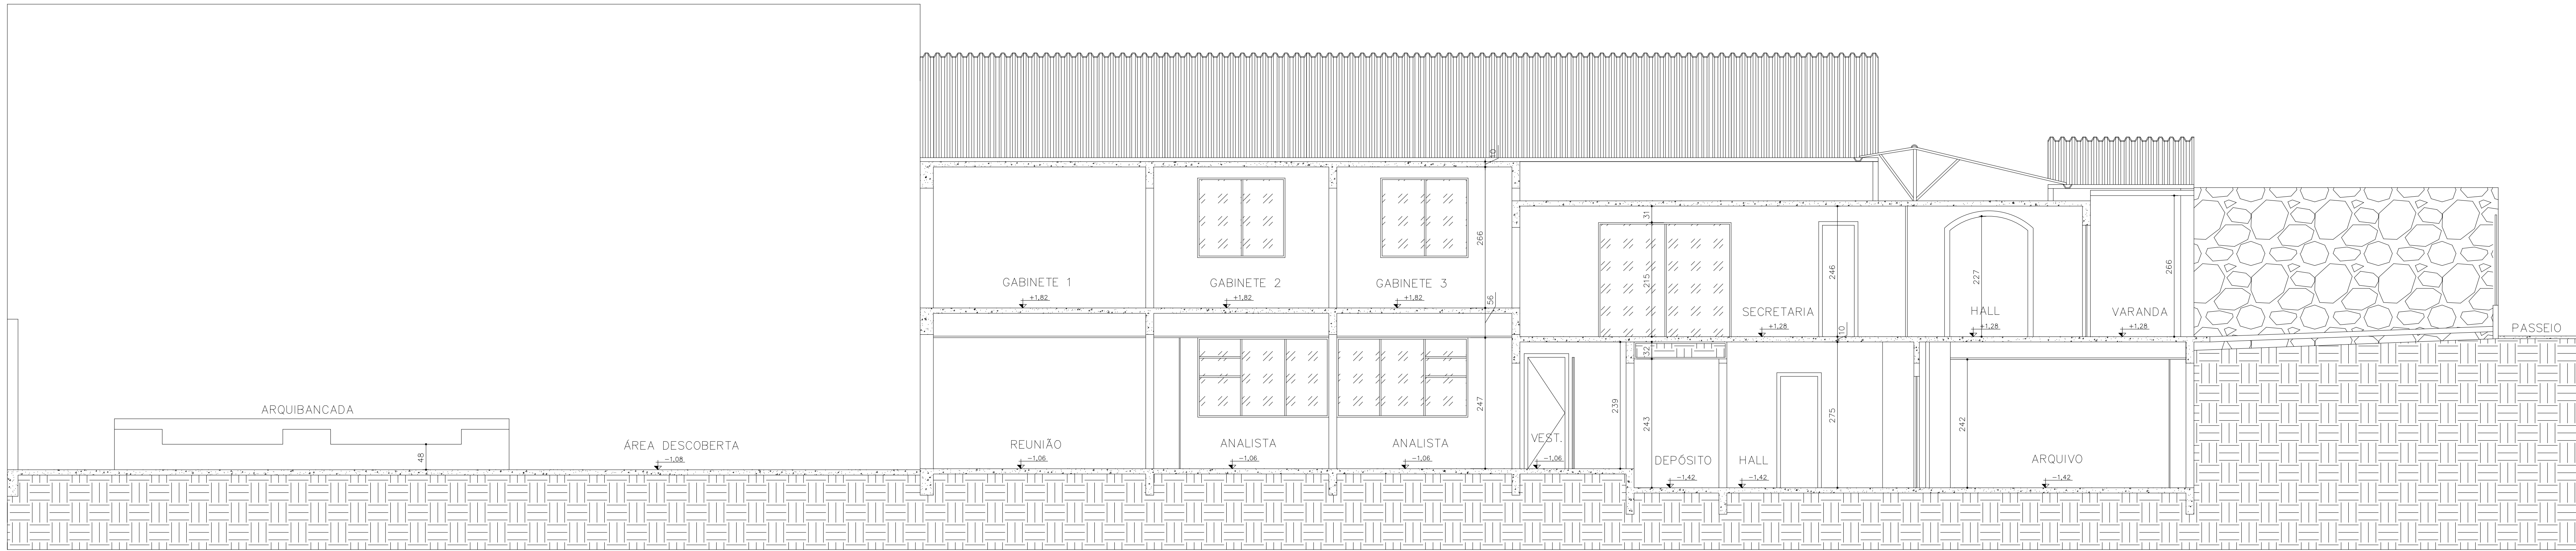 10
31
266
215
246
227
266
GABINETE 1
+1,82
GABINETE 2
+1,82
GABINETE 3
+1,82
56
SECRETARIA
+1,28
10
HALL
+1,28
VARANDA
+1,28
PASSEIO
32
247
239
243
275
242
ARQUIBANCADA
48
ÁREA DESCOBERTA
-1,08
REUNIÃO
-1,06
ANALISTA
-1,06
ANALISTA
-1,06
VEST.
-1,06
DEPÓSITO
-1,42
HALL
-1,42
ARQUIVO
-1,42